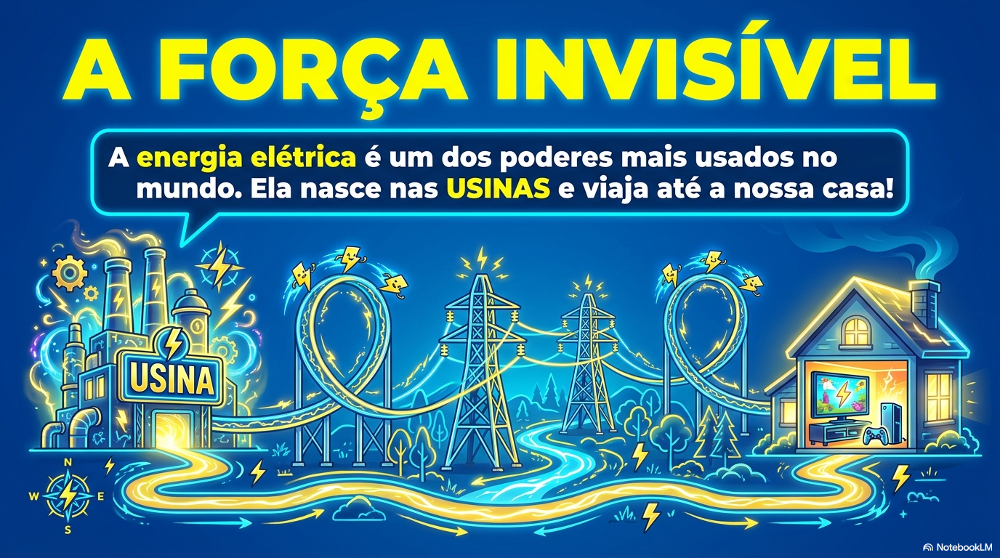 A FORÇA INVISÍVEL
A energia elétrica é um dos poderes mais usados no
mundo. Ela nasce nas USINAS e viaja até a nossa casa!
USINA
N
W E
S
NotebookLM